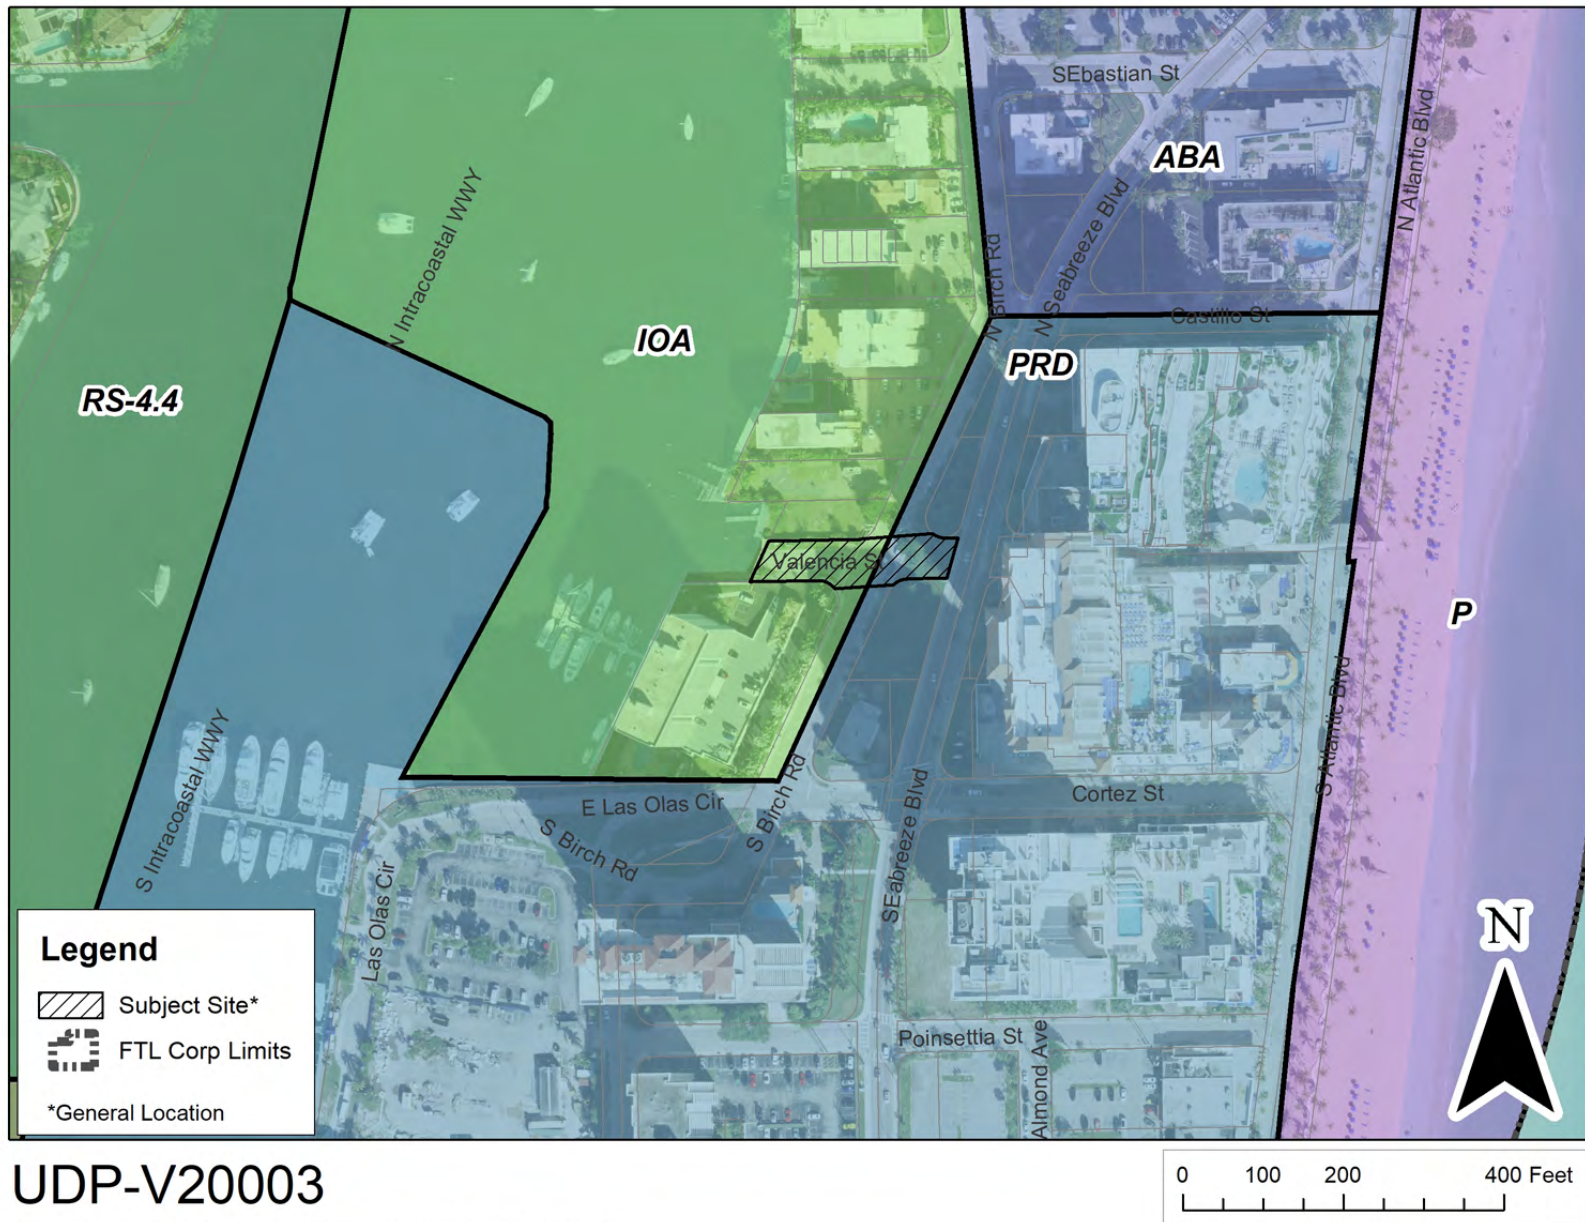 SEbastian St
N Atlantic Blvd
ABA
N Intracoastal WWY
N Seabreeze Blvd
N Birch Rd
Castillo St
IOA
PRD
RS-4.4
Valencia St
P
S Atlantic Blvd
S Intracoastal WWY
E Las Olas Cir
S Birch Rd
S Birch Rd
SEabreeze Blvd
Cortez St
Las Olas Cir
Poinsettia St
Almond Ave
N
Legend
Subject Site*
FTL Corp Limits
*General Location
UDP-V20003
0 100 200 400 Feet